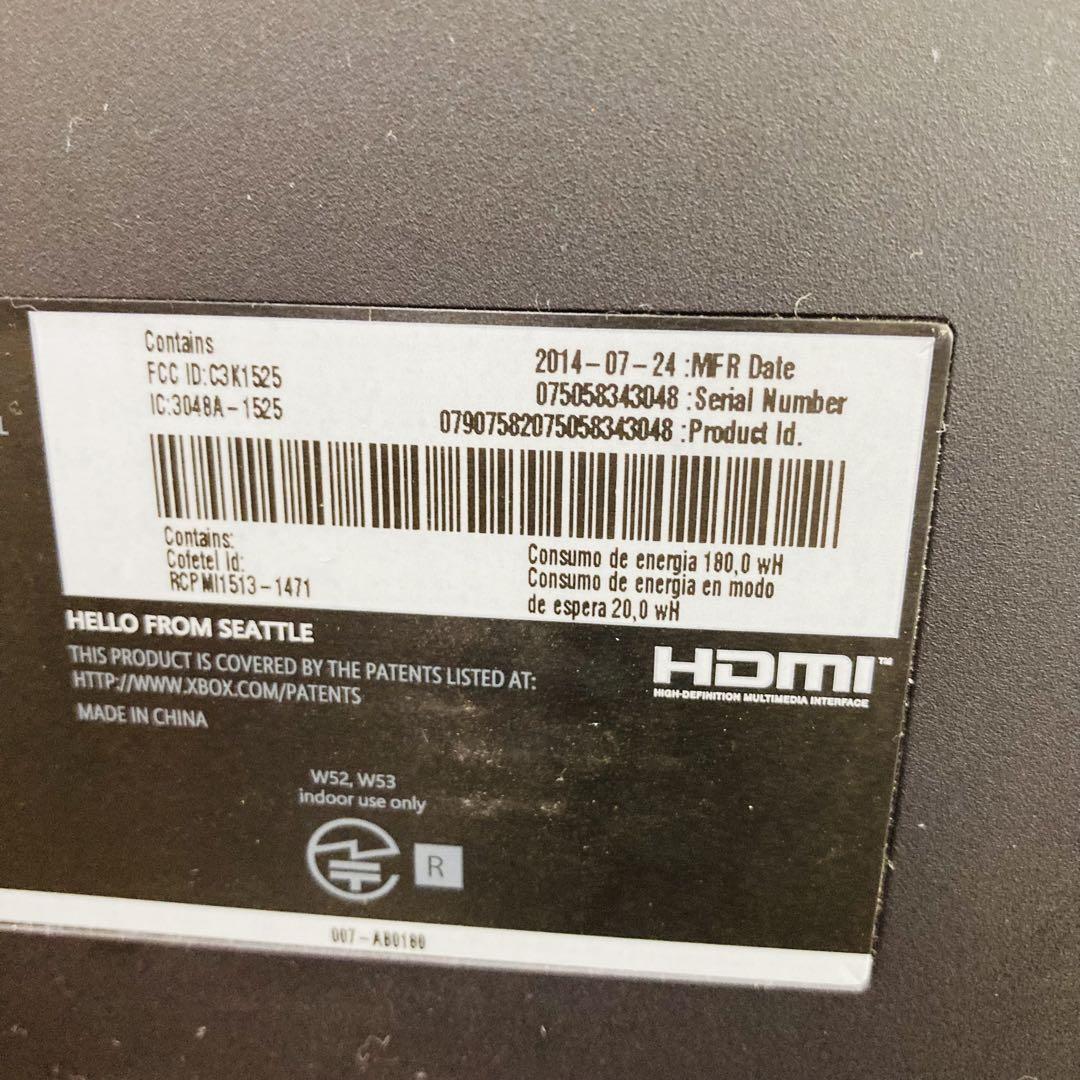 Contains
FCC ID:C3K1525
IC:3048A-1525
2014-07-24 :MFR Date
075058343048 :Serial Number
07907582075058343048 :Product Id.
Contains:
Cofetel Id:
RCPMI1513-1471
Consumo de energia 180,0 wH
Consumo de energia en modo
de espera 20,0 wH
HELLO FROM SEATTLE
THIS PRODUCT IS COVERED BY THE PATENTS LISTED AT:
HTTP://WWW.XBOX.COM/PATENTS
MADE IN CHINA
HDMI™
HIGH-DEFINITION MULTIMEDIA INTERFACE
W52, W53
indoor use only
R